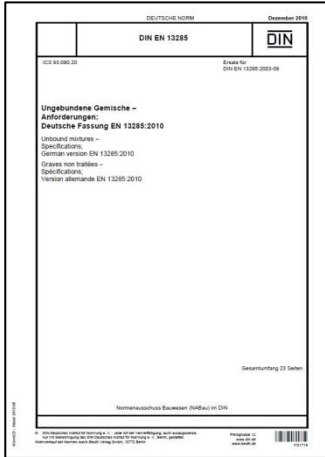 DEUTSCHE NORM
Dezember 2010
DIN EN 13285
DIN
ICS 93.080.20
Ersatz für
DIN EN 13285:2003-09
Ungebundene Gemische –
Anforderungen;
Deutsche Fassung EN 13285:2010
Unbound mixtures –
Specifications;
German version EN 13285:2010
Graves non traitées –
Spécifications;
Version allemande EN 13285:2010
Gesamtumfang 23 Seiten
Normenausschuss Bauwesen (NABau) im DIN